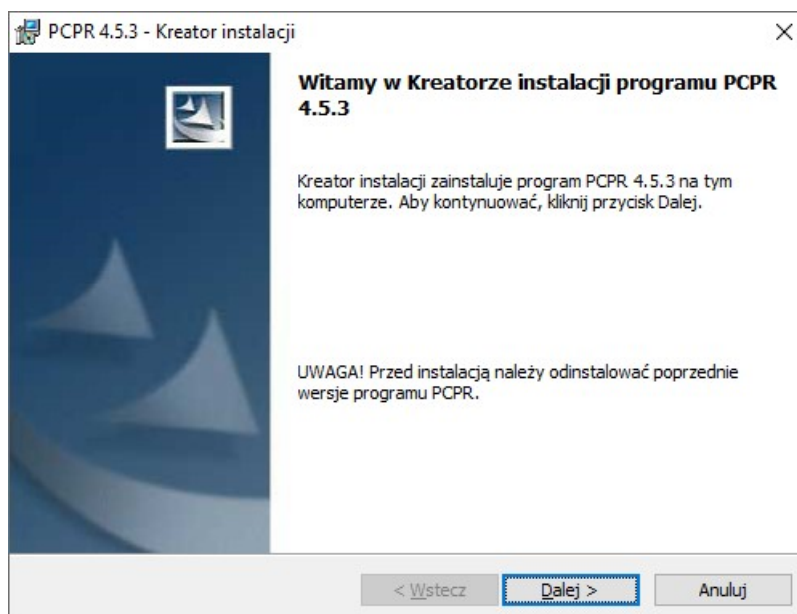 PCPR 4.5.3 - Kreator instalacji
Witamy w Kreatorze instalacji programu PCPR
4.5.3
Kreator instalacji zainstaluje program PCPR 4.5.3 na tym
komputerze. Aby kontynuować, kliknij przycisk Dalej.
UWAGA! Przed instalacją należy odinstalować poprzednie
wersje programu PCPR.
< Wstecz
Dalej >
Anuluj